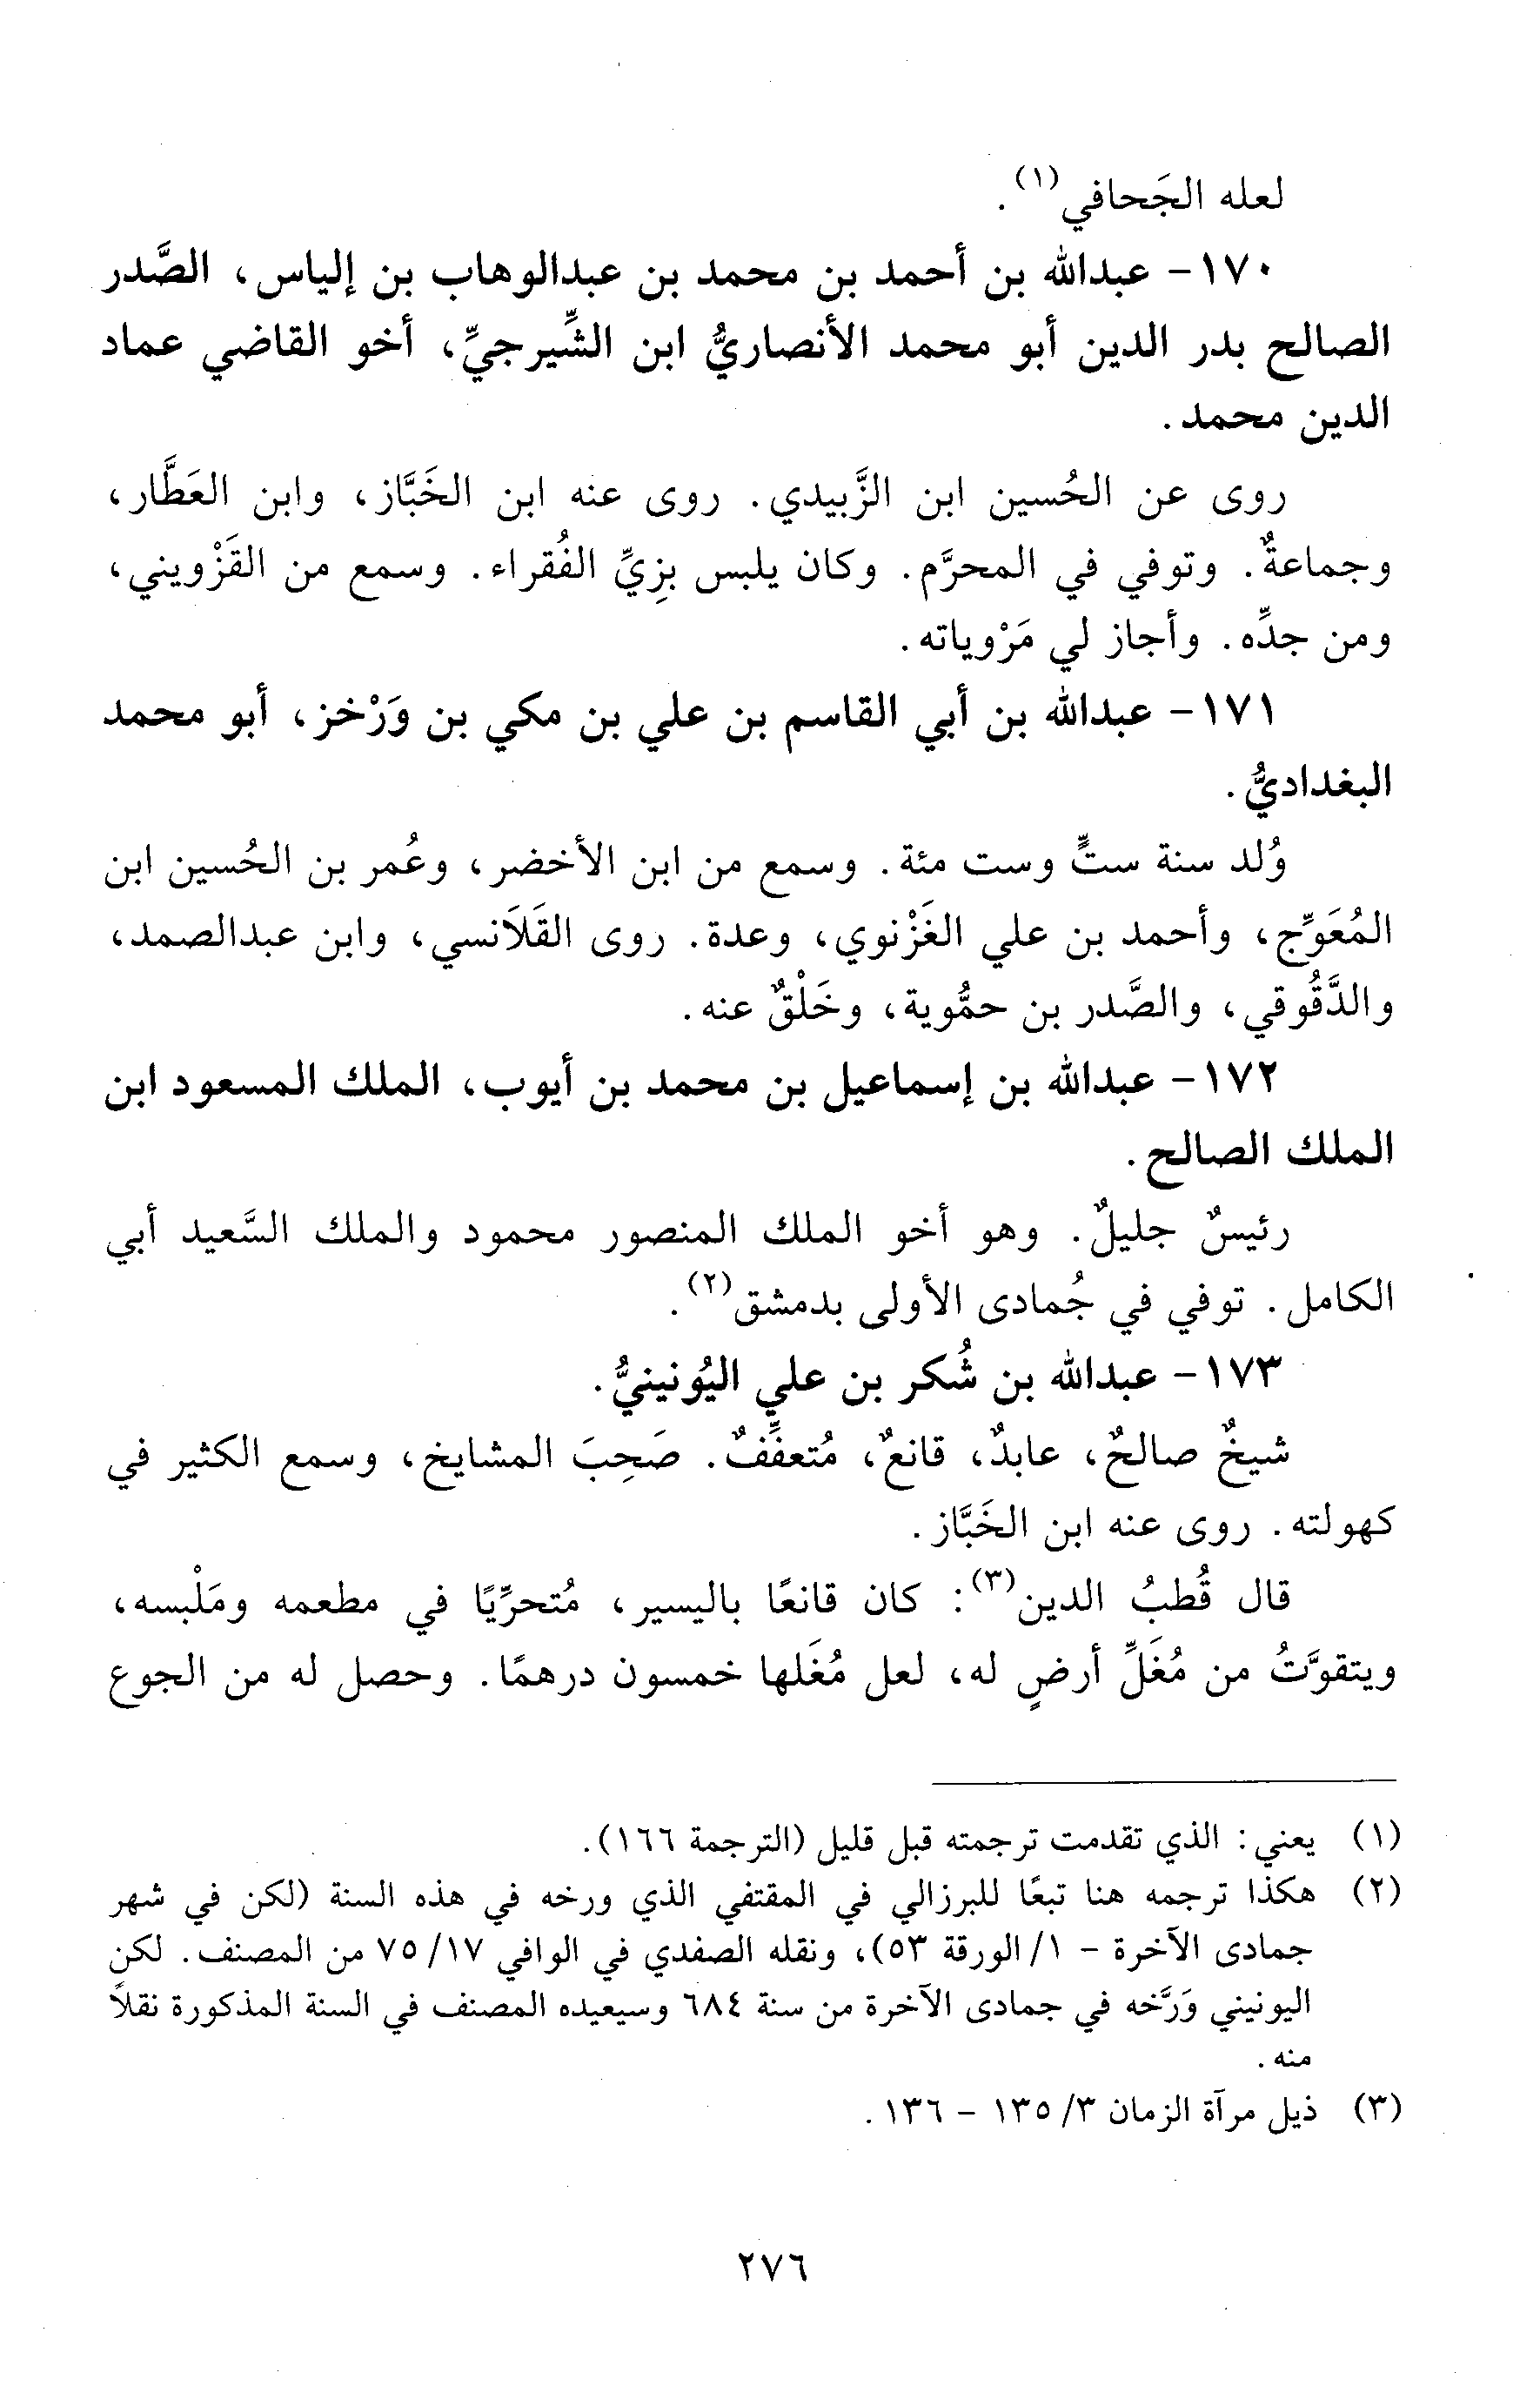 لعله الجَحافي(١).
١٧٠- عبدالله بن أحمد بن محمد بن عبدالوهاب بن إلياس، الصَّدر
الصالح بدر الدين أبو محمد الأنصاريُّ ابن الشِّيرجيِّ، أخو القاضي عماد
الدين محمد.
روى عن الحُسين ابن الزَّبيدي. روى عنه ابن الخَبَّاز، وابن العَطَّار،
وجماعةٌ. وتوفي في المحرَّم. وكان يلبس بزِيِّ الفُقراء. وسمع من القَزْويني،
ومن جدِّه. وأجاز لي مَرْوياته.
١٧١- عبدالله بن أبي القاسم بن علي بن مكي بن وَرْخز، أبو محمد
البغداديُّ.
وُلد سنة ستٍّ وست مئة. وسمع من ابن الأخضر، وعُمر بن الحُسين ابن
المُعَوِّج، وأحمد بن علي الغَزْنوي، وعدة. روى القَلَانسي، وابن عبدالصمد،
والدَّقُوقي، والصَّدر بن حمُّوية، وخَلْقٌ عنه.
١٧٢- عبدالله بن إسماعيل بن محمد بن أيوب، الملك المسعود ابن
الملك الصالح.
رئيسٌ جليلٌ. وهو أخو الملك المنصور محمود والملك السَّعيد أبي
الكامل. توفي في جُمادى الأولى بدمشق(٢).
١٧٣- عبدالله بن شُكر بن علي اليُونينيُّ.
شيخٌ صالحٌ، عابدٌ، قانعٌ، مُتعفِّفٌ. صَحِبَ المشايخ، وسمع الكثير في
كهولته. روى عنه ابن الخَبَّاز.
قال قُطبُ الدين(٣): كان قانعًا باليسير، مُتحرِّيًا في مطعمه ومَلْبسه،
ويتقوَّتُ من مُغَلِّ أرضٍ له، لعل مُغَلها خمسون درهمًا. وحصل له من الجوع
(١) يعني: الذي تقدمت ترجمته قبل قليل (الترجمة ١٦٦).
(٢) هكذا ترجمه هنا تبعًا للبرزالي في المقتفي الذي ورخه في هذه السنة (لكن في شهر
جمادى الآخرة - ١/ الورقة ٥٣)، ونقله الصفدي في الوافي ١٧/ ٧٥ من المصنف. لكن
اليونيني وَرَّخه في جمادى الآخرة من سنة ٦٨٤ وسيعيده المصنف في السنة المذكورة نقلاً
منه.
(٣) ذيل مرآة الزمان ٣/ ١٣٥ - ١٣٦.
٢٧٦